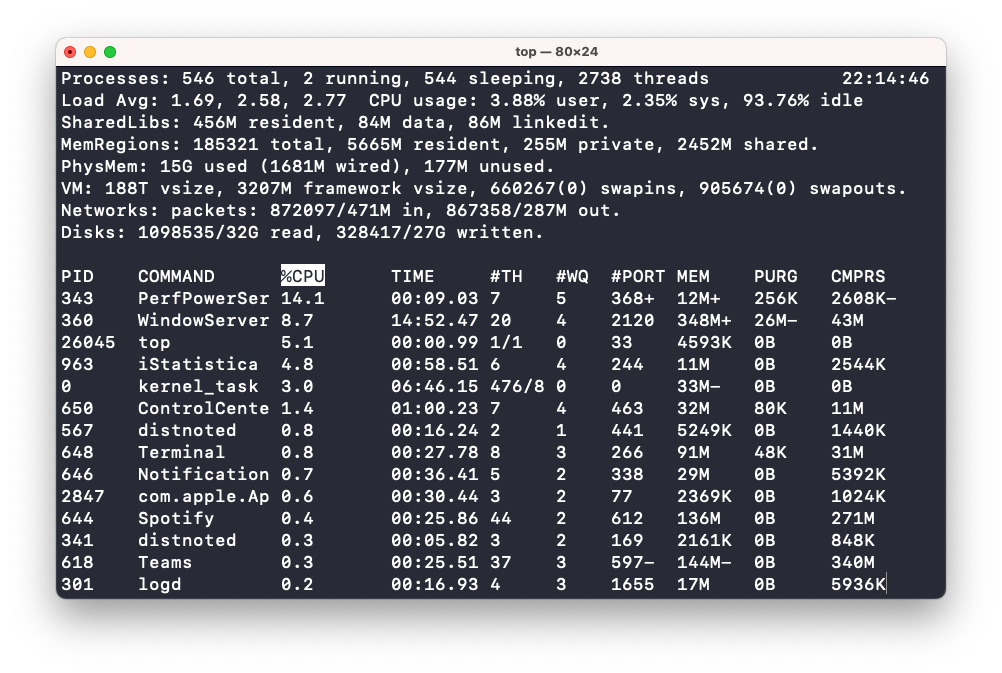 top — 80×24
Processes: 546 total, 2 running, 544 sleeping, 2738 threads 22:14:46
Load Avg: 1.69, 2.58, 2.77 CPU usage: 3.88% user, 2.35% sys, 93.76% idle
SharedLibs: 456M resident, 84M data, 86M linkedit.
MemRegions: 185321 total, 5665M resident, 255M private, 2452M shared.
PhysMem: 15G used (1681M wired), 177M unused.
VM: 188T vsize, 3207M framework vsize, 660267(0) swapins, 905674(0) swapouts.
Networks: packets: 872097/471M in, 867358/287M out.
Disks: 1098535/32G read, 328417/27G written.
PID COMMAND %CPU TIME #TH #WQ #PORT MEM PURG CMPRS
343 PerfPowerSer 14.1 00:09.03 7 5 368+ 12M+ 256K 2608K-
360 WindowServer 8.7 14:52.47 20 4 2120 348M+ 26M- 43M
26045 top 5.1 00:00.99 1/1 0 33 4593K 0B 0B
963 iStatistica 4.8 00:58.51 6 4 244 11M 0B 2544K
0 kernel_task 3.0 06:46.15 476/8 0 0 33M- 0B 0B
650 ControlCente 1.4 01:00.23 7 4 463 32M 80K 11M
567 distnoted 0.8 00:16.24 2 1 441 5249K 0B 1440K
648 Terminal 0.8 00:27.78 8 3 266 91M 48K 31M
646 Notification 0.7 00:36.41 5 2 338 29M 0B 5392K
2847 com.apple.Ap 0.6 00:30.44 3 2 77 2369K 0B 1024K
644 Spotify 0.4 00:25.86 44 2 612 136M 0B 271M
341 distnoted 0.3 00:05.82 3 2 169 2161K 0B 848K
618 Teams 0.3 00:25.51 37 3 597- 144M- 0B 340M
301 logd 0.2 00:16.93 4 3 1655 17M 0B 5936K